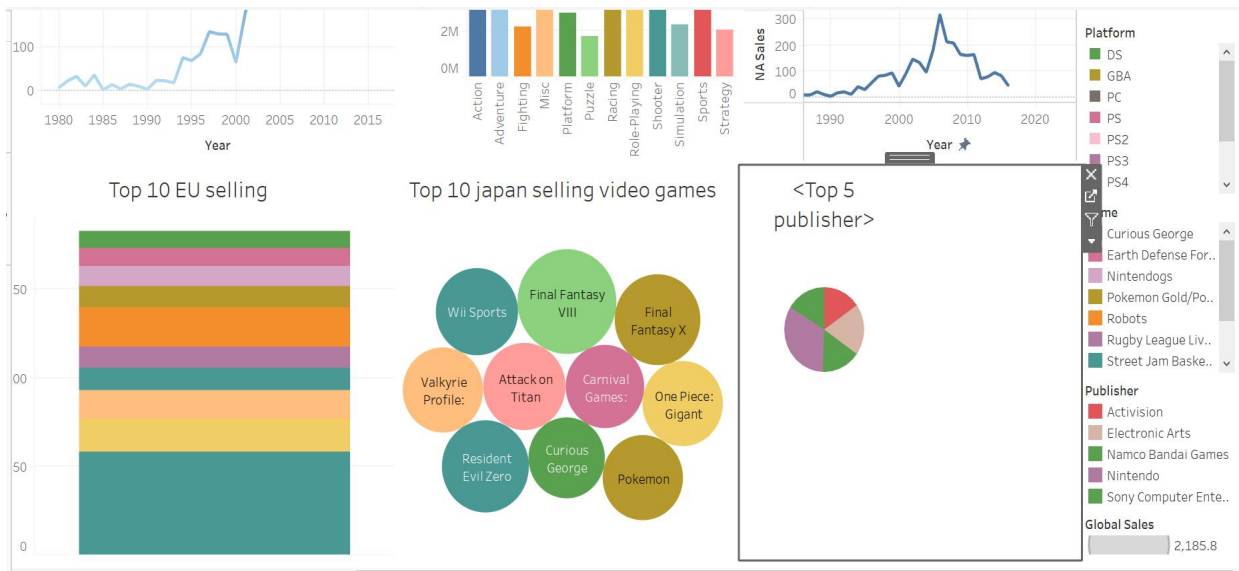 100
0
1980 1985 1990 1995 2000 2005 2010 2015
Year
2M
0M
Action
Adventure
Fighting
Misc
Platform
Puzzle
Racing
Role-Playing
Shooter
Simulation
Sports
Strategy
NA Sales
300
200
100
0
1990 2000 2010 2020
Year
Platform
DS
GBA
PC
PS
PS2
PS3
PS4
Top 10 EU selling
50
00
50
0
Top 10 japan selling video games
Wii Sports
Final Fantasy
VIII
Final
Fantasy X
Valkyrie
Profile:
Attack on
Titan
Carnival
Games:
One Piece:
Gigant
Resident
Evil Zero
Curious
George
Pokemon
<Top 5
publisher>
me
Curious George
Earth Defense For..
Nintendogs
Pokemon Gold/Po..
Robots
Rugby League Liv..
Street Jam Baske..
Publisher
Activision
Electronic Arts
Namco Bandai Games
Nintendo
Sony Computer Ente..
Global Sales
2,185.8